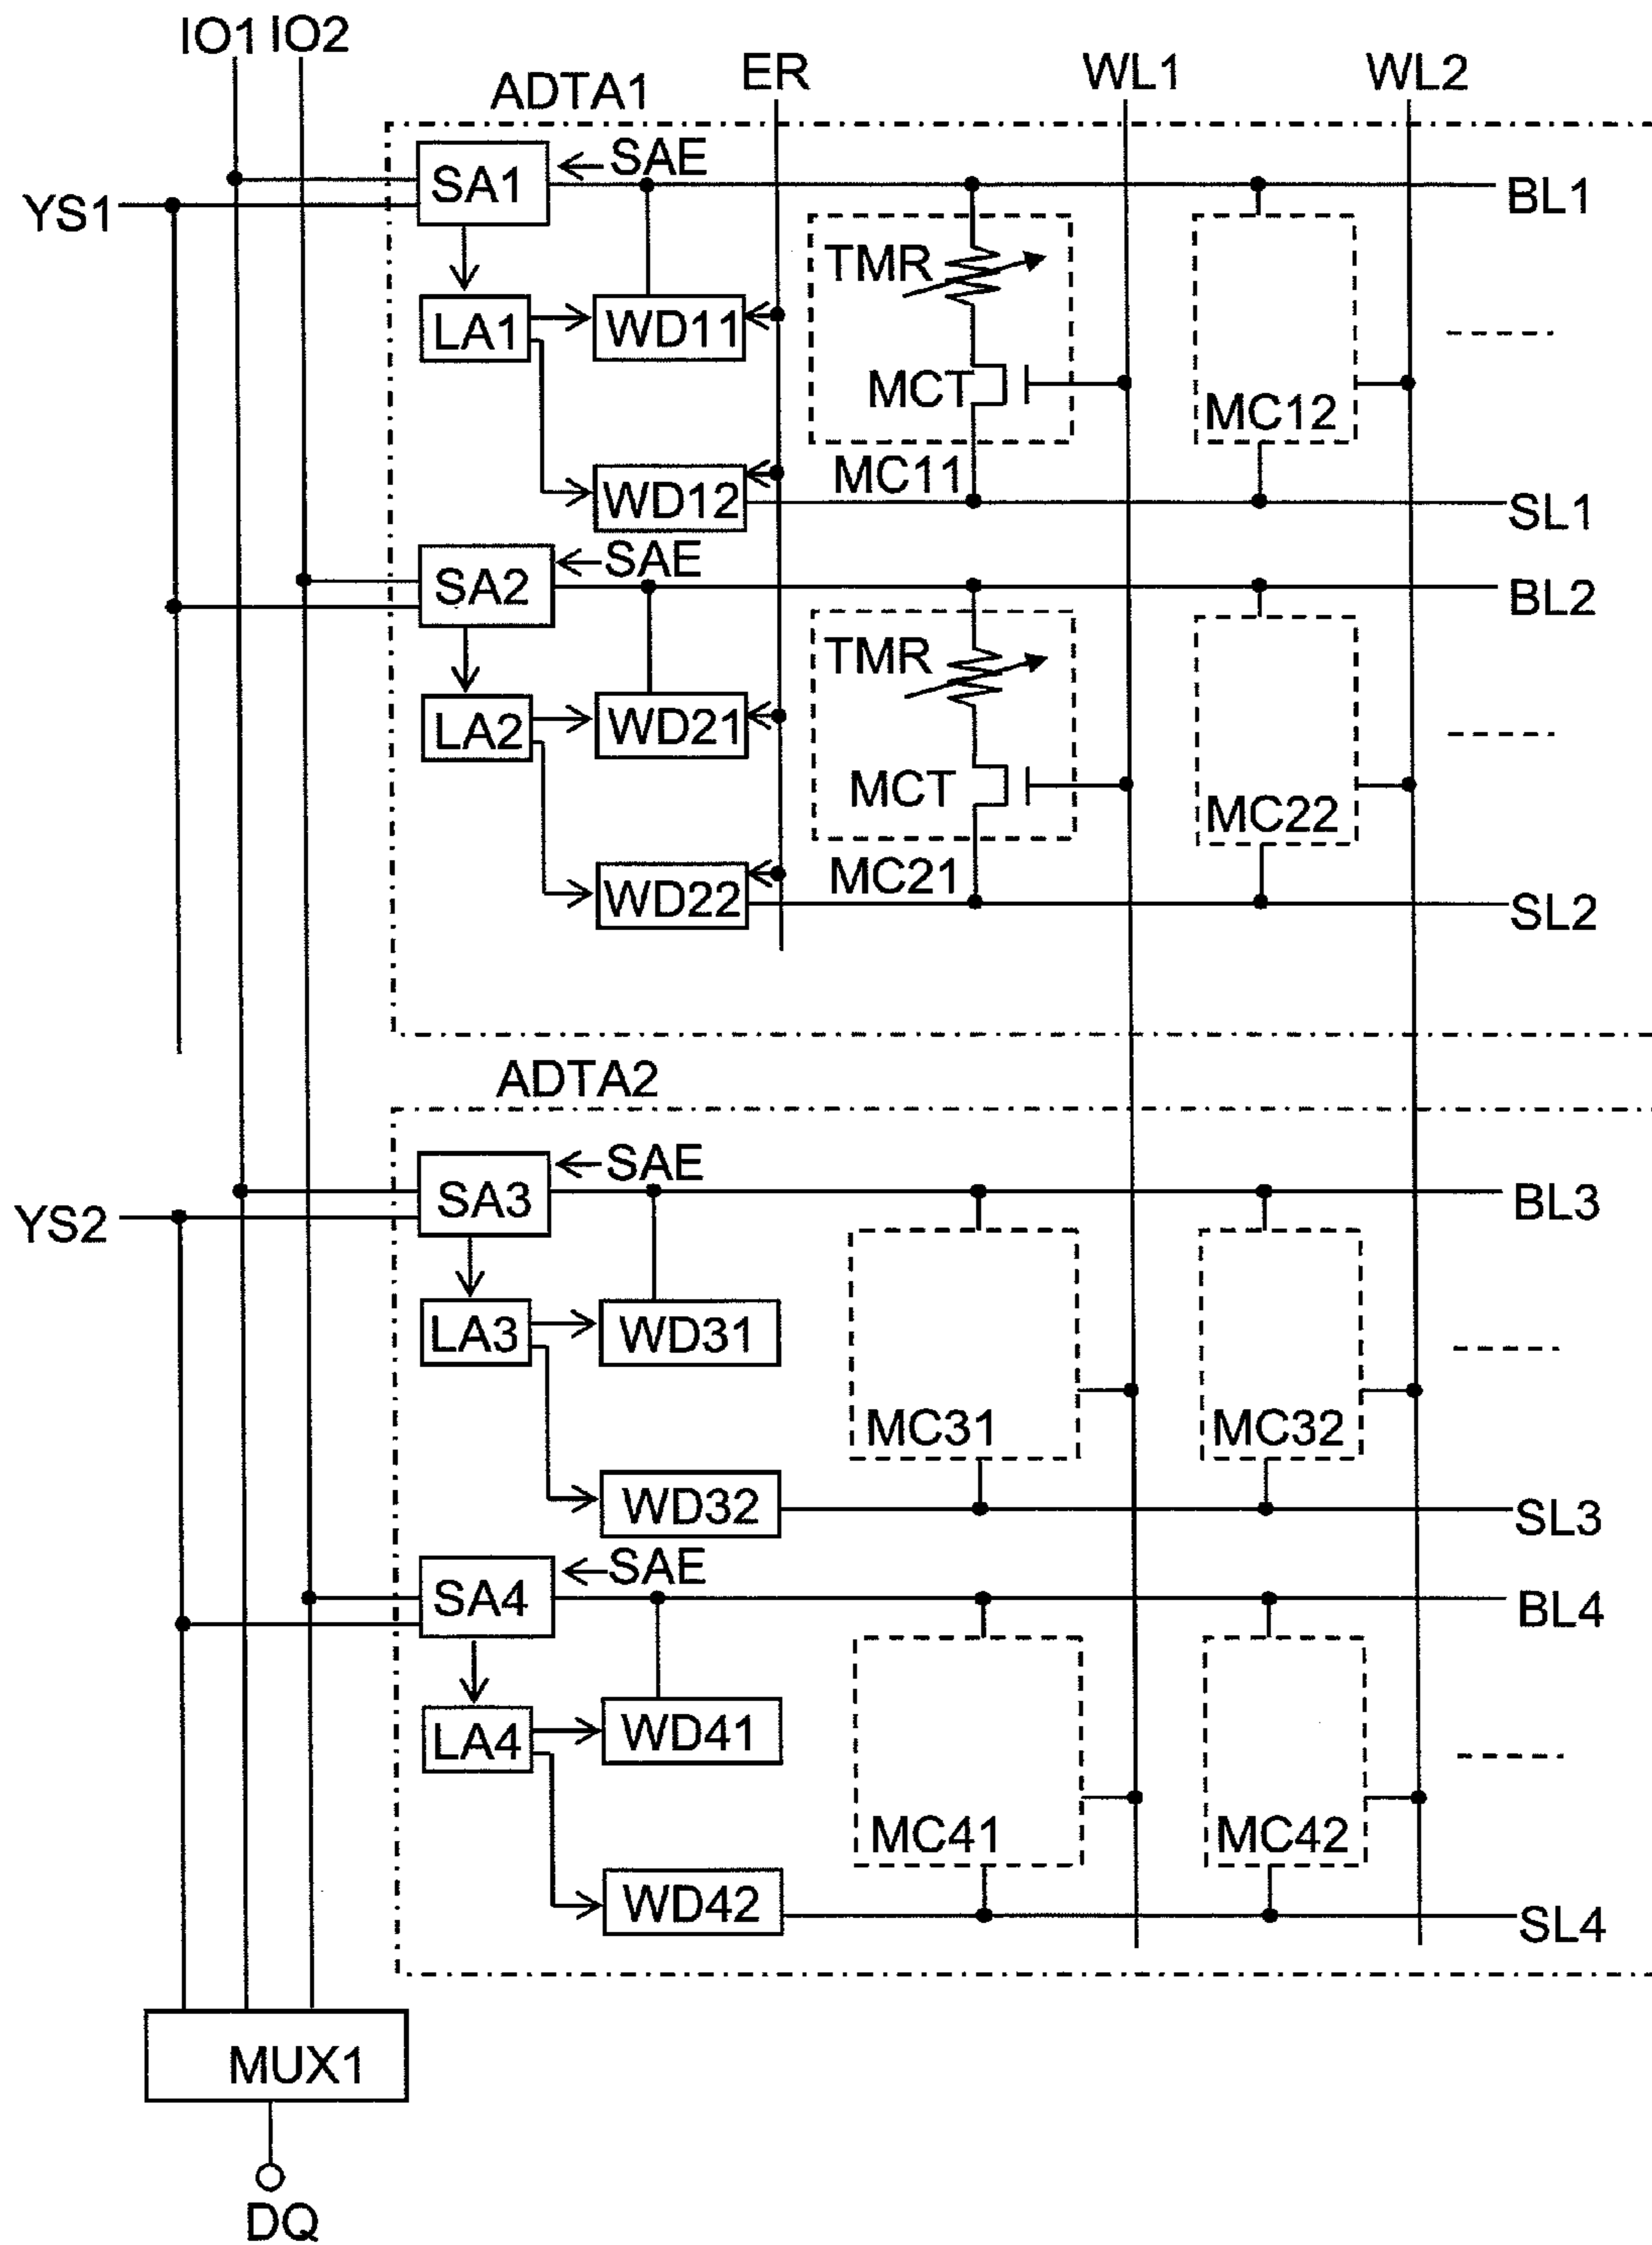 IO1 IO2
ER WL1 WL2
ADTA1
SA1 SAE
YS1 BL1
TMR
LA1 WD11
MCT MC12
MC11
WD12 SL1
SAE
SA2 BL2
TMR
LA2 WD21
MCT MC22
MC21
WD22 SL2
ADTA2
SAE
SA3 BL3
YS2
LA3 WD31
MC31 MC32
WD32 SL3
SAE
SA4 BL4
LA4 WD41
MC41 MC42
WD42 SL4
MUX1
DQ